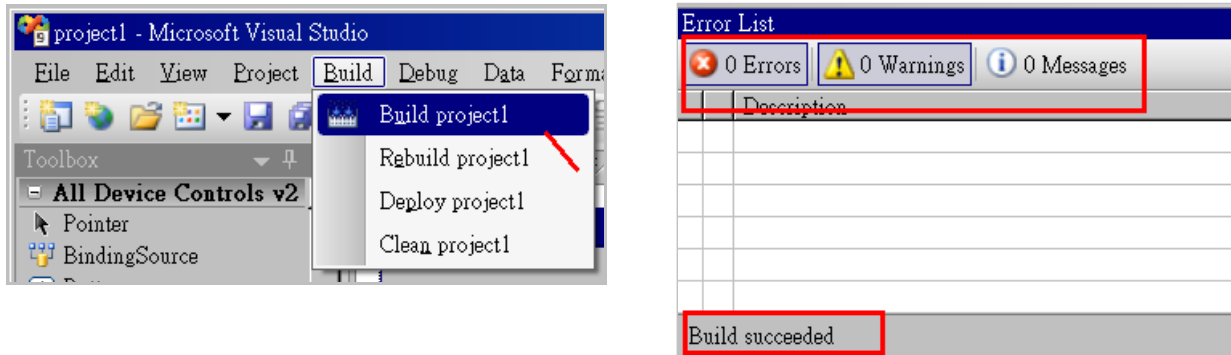 project1 - Microsoft Visual Studio
File Edit View Project Build Debug Data Forma
Build project1
Rebuild project1
Deploy project1
Clean project1
Toolbox
All Device Controls v2
Pointer
BindingSource
Error List
0 Errors 0 Warnings 0 Messages
Description
Build succeeded